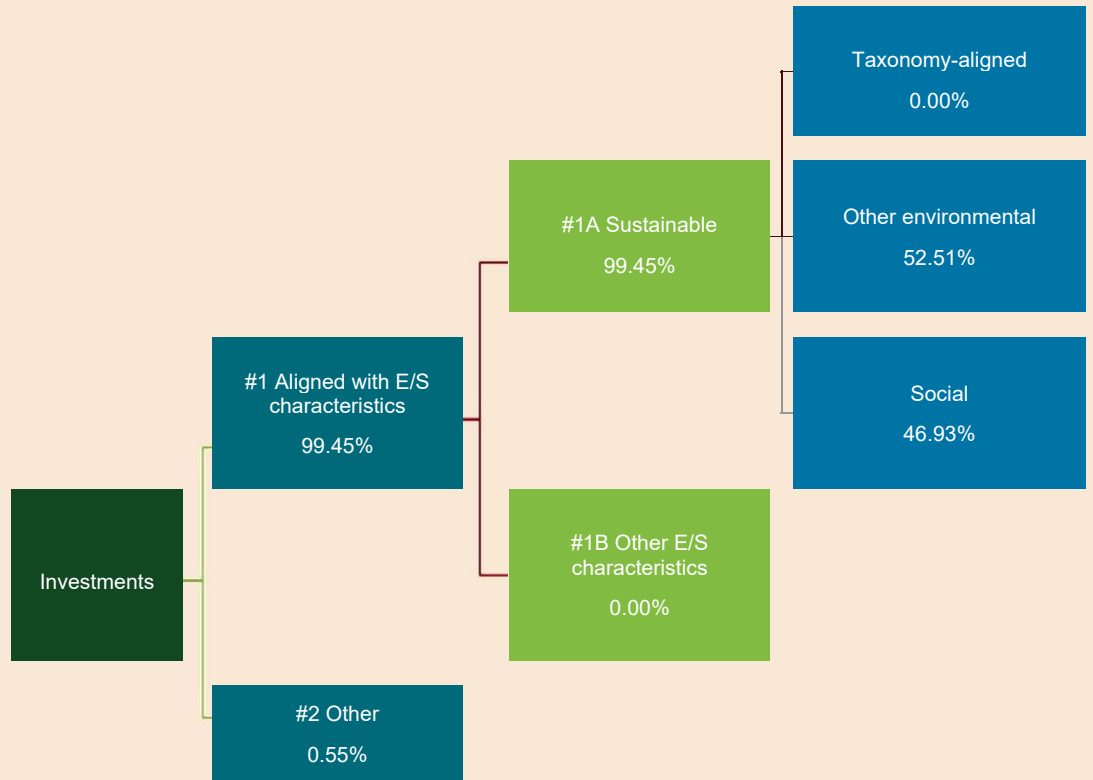 Investments
#1 Aligned with E/S
characteristics
99.45%
#2 Other
0.55%
#1A Sustainable
99.45%
#1B Other E/S
characteristics
0.00%
Taxonomy-aligned
0.00%
Other environmental
52.51%
Social
46.93%